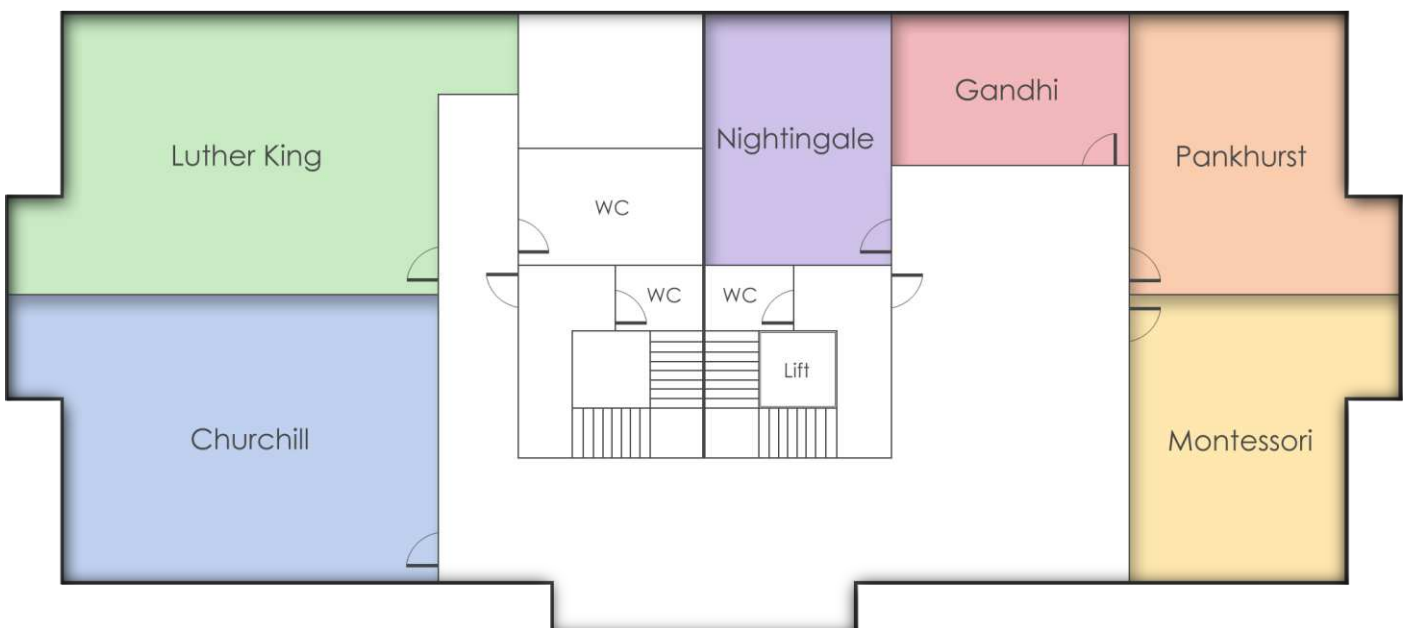 Luther King
Nightingale
Gandhi
Pankhurst
WC
WC
WC
Lift
Churchill
Montessori